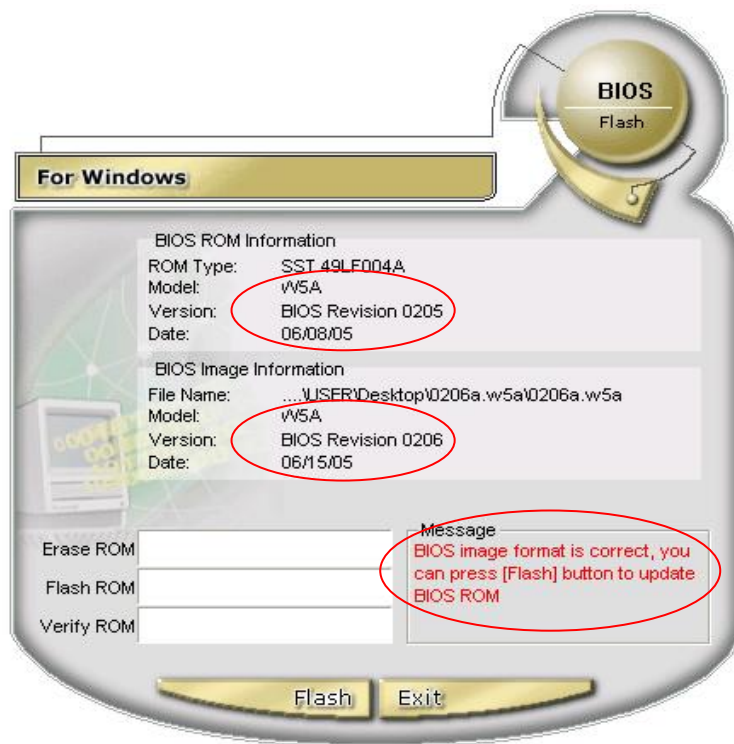 BIOS
Flash
For Windows
BIOS ROM Information
ROM Type: SST 49LF004A
Model: W5A
Version: BIOS Revision 0205
Date: 06/08/05
BIOS Image Information
File Name: ....\USER\Desktop\0206a.w5a\0206a.w5a
Model: W5A
Version: BIOS Revision 0206
Date: 06/15/05
Erase ROM
Flash ROM
Verify ROM
Message
BIOS image format is correct, you
can press [Flash] button to update
BIOS ROM
Flash
Exit